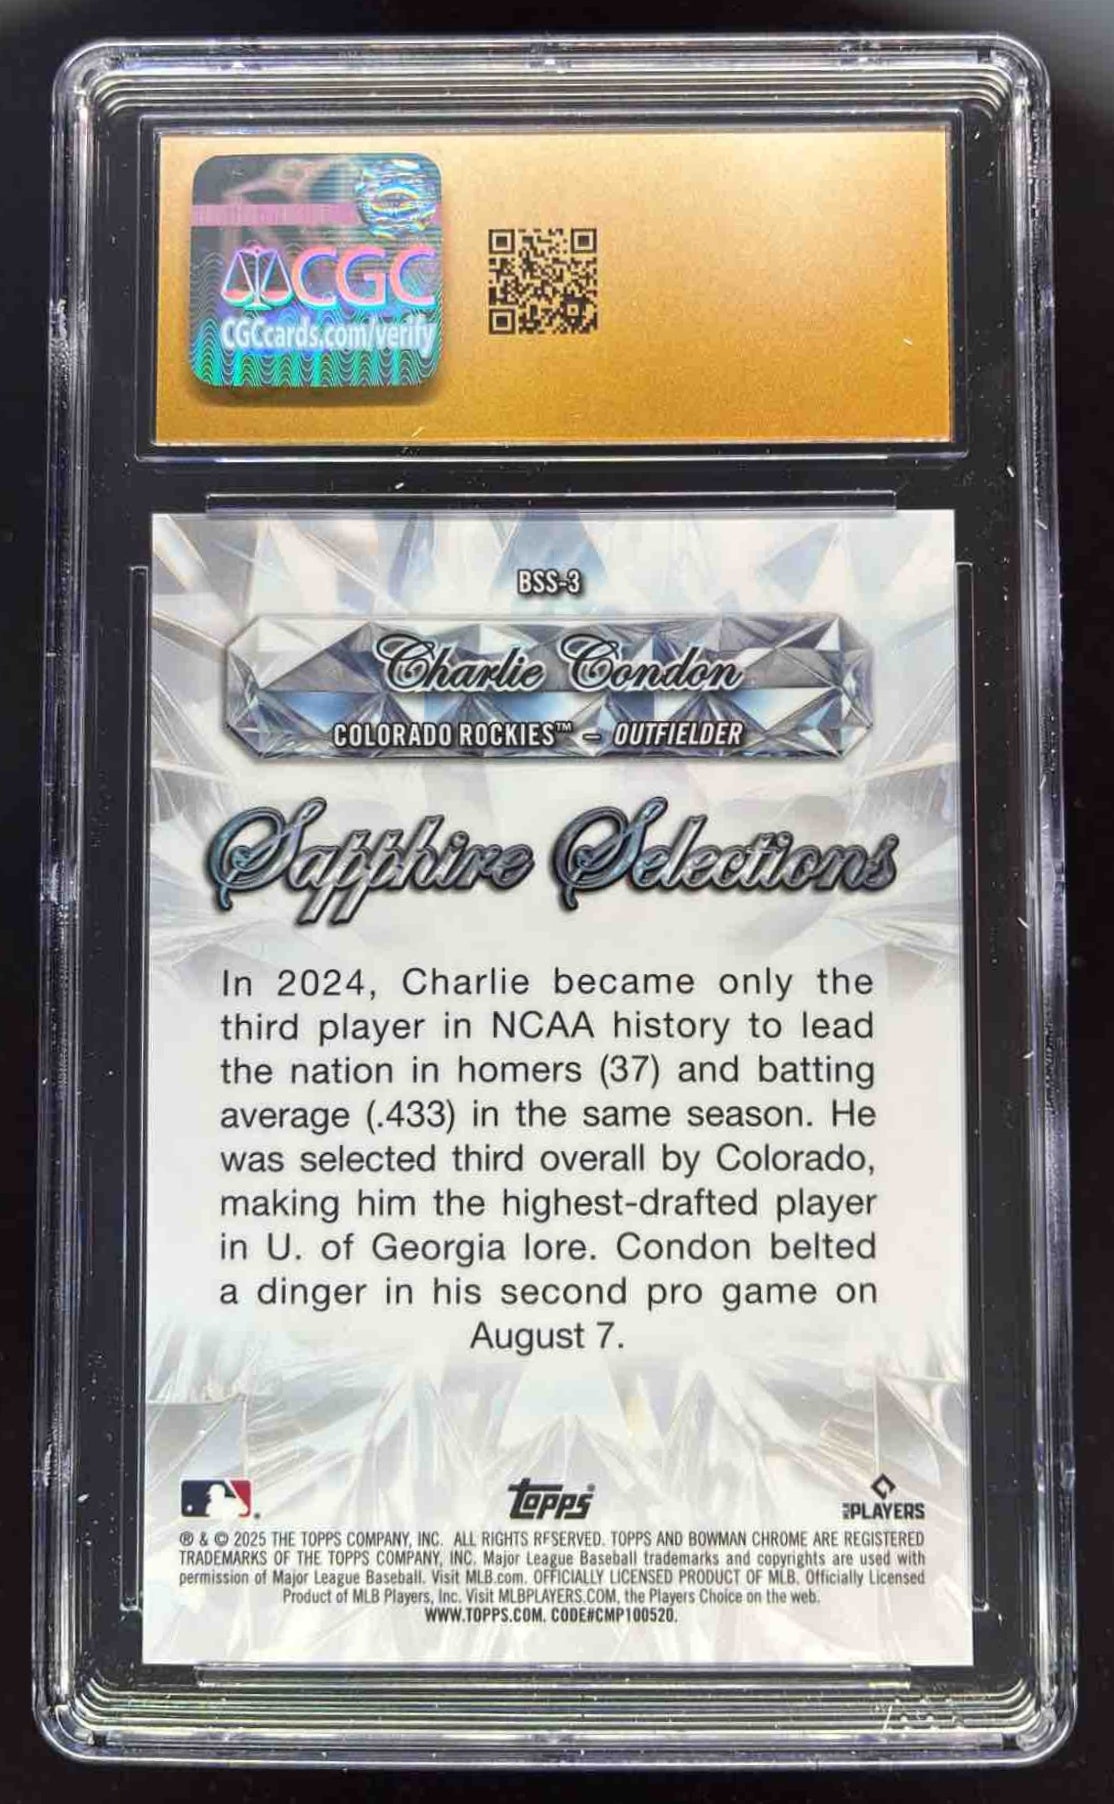 CGC
CGCcards.com/verify
BSS-3
Charlie Condon
COLORADO ROCKIES™ – OUTFIELDER
Sapphire Selections
In 2024, Charlie became only the
third player in NCAA history to lead
the nation in homers (37) and batting
average (.433) in the same season. He
was selected third overall by Colorado,
making him the highest-drafted player
in U. of Georgia lore. Condon belted
a dinger in his second pro game on
August 7.
topps
PLAYERS
® & © 2025 THE TOPPS COMPANY, INC. ALL RIGHTS RESERVED. TOPPS AND BOWMAN CHROME ARE REGISTERED
TRADEMARKS OF THE TOPPS COMPANY, INC. Major League Baseball trademarks and copyrights are used with
permission of Major League Baseball. Visit MLB.com. OFFICIALLY LICENSED PRODUCT OF MLB. Officially Licensed
Product of MLB Players, Inc. Visit MLBPLAYERS.COM, the Players Choice on the web.
WWW.TOPPS.COM. CODE#CMP100520.